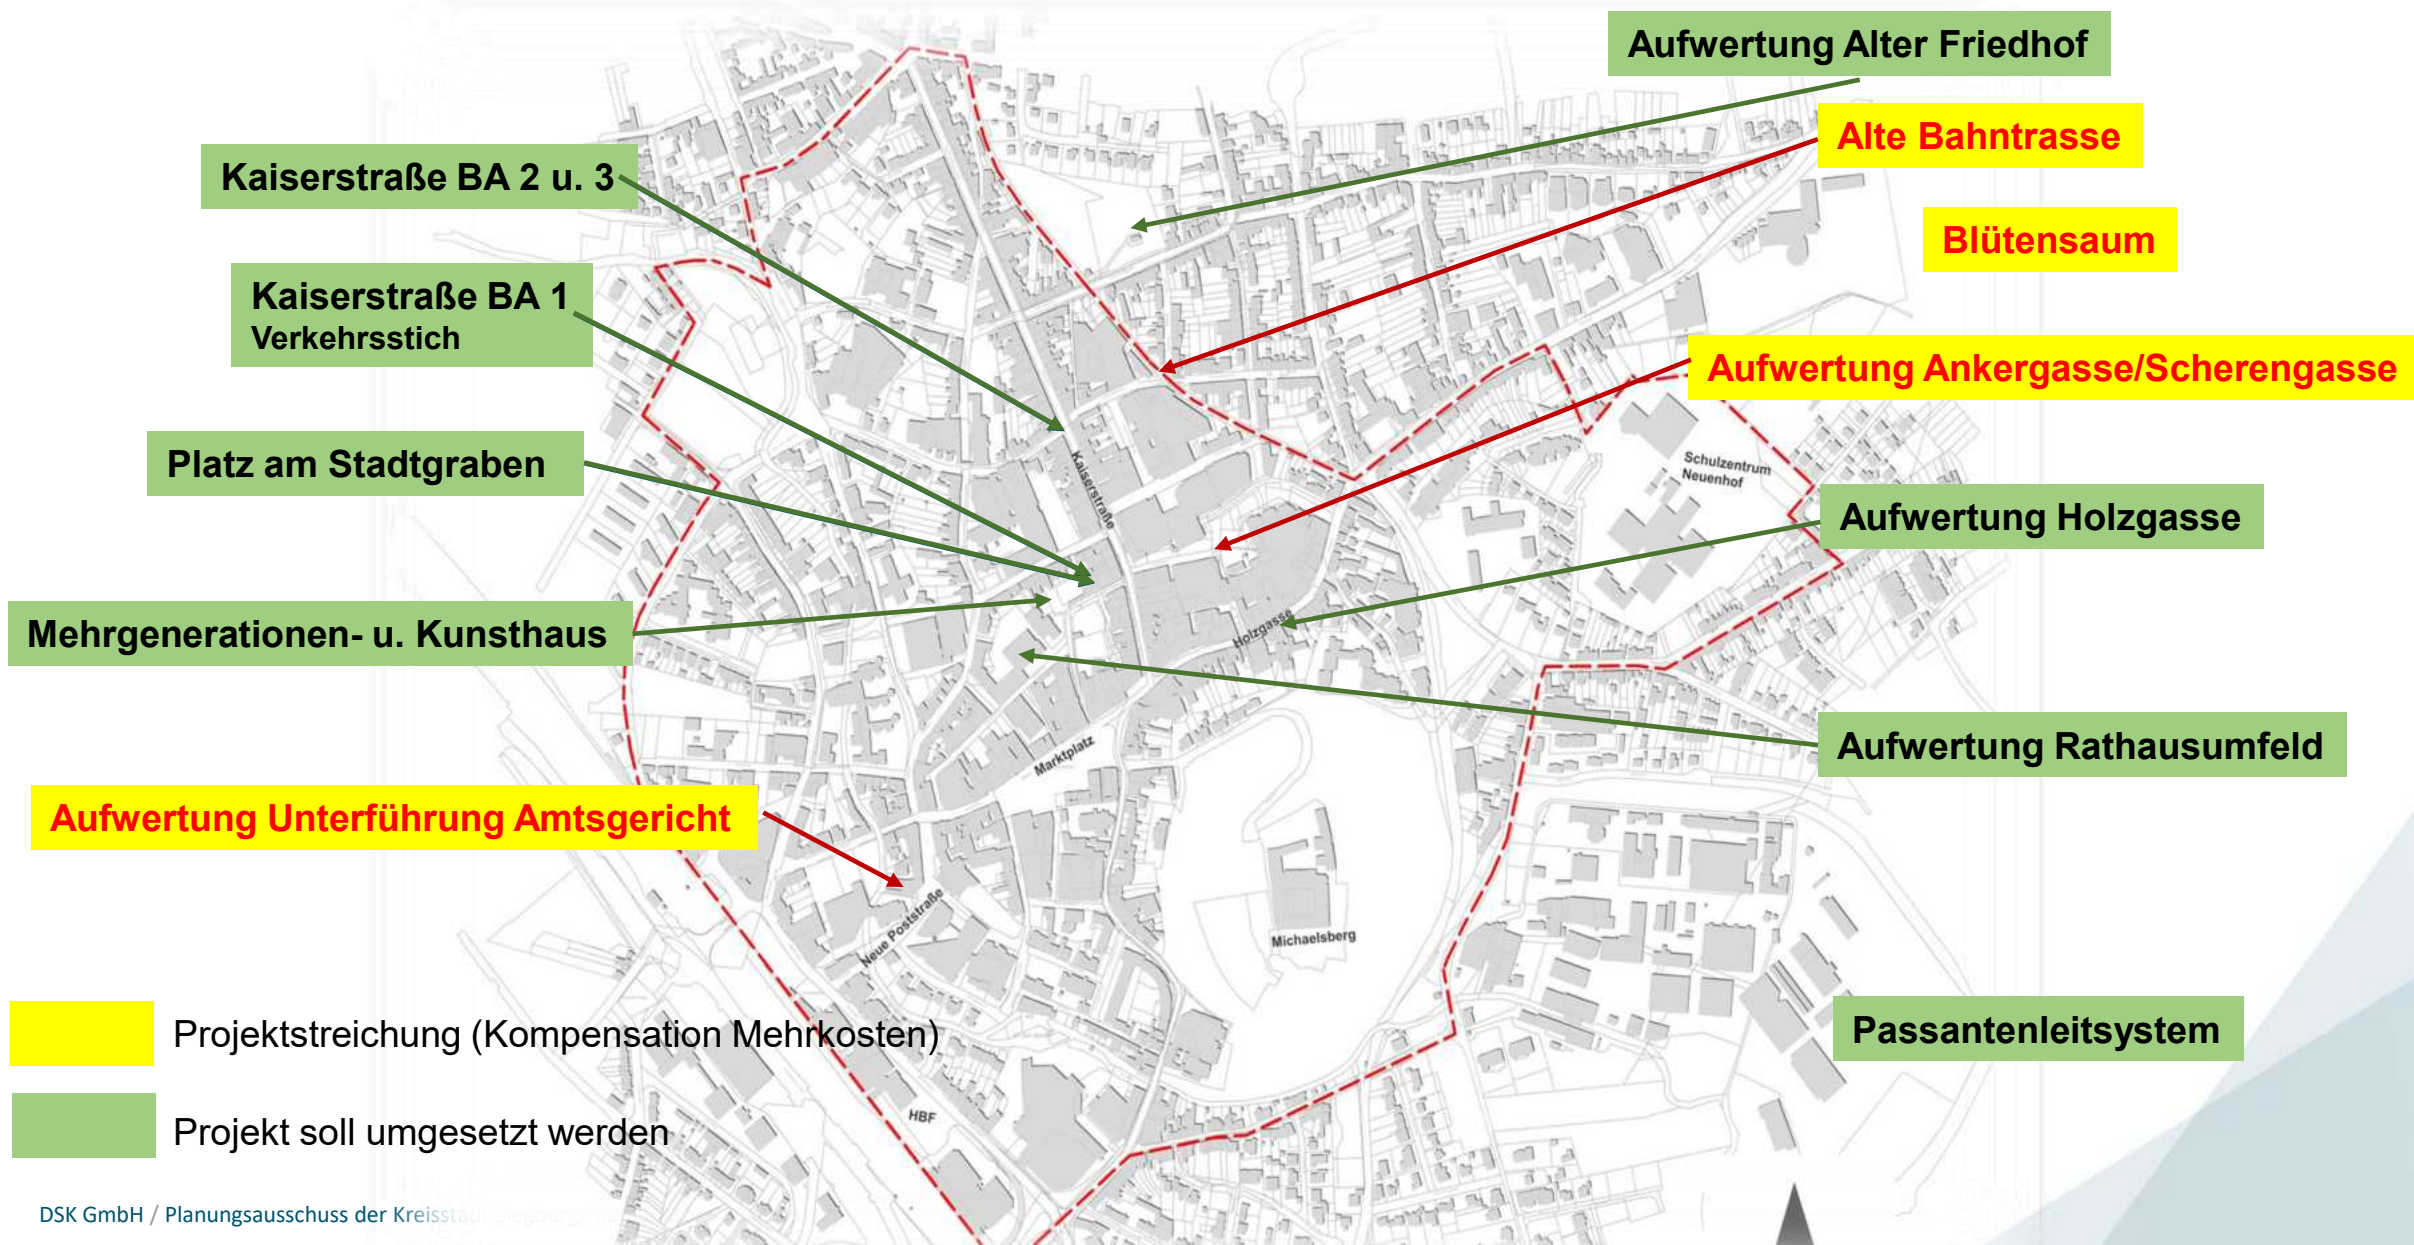 Aufwertung Alter Friedhof
Alte Bahntrasse
Kaiserstraße BA 2 u. 3
Blütensaum
Kaiserstraße BA 1
Verkehrsstich
Aufwertung Ankergasse/Scherengasse
Platz am Stadtgraben
Kaiserstraße
Schulzentrum
Neuenhof
Aufwertung Holzgasse
Mehrgenerationen- u. Kunsthaus
Holzgasse
Aufwertung Rathausumfeld
Marktplatz
Aufwertung Unterführung Amtsgericht
Neue Poststraße
Michaelsberg
Passantenleitsystem
Projektstreichung (Kompensation Mehrkosten)
HBF
Projekt soll umgesetzt werden
DSK GmbH / Planungsausschuss der Kreisstadt Siegburg